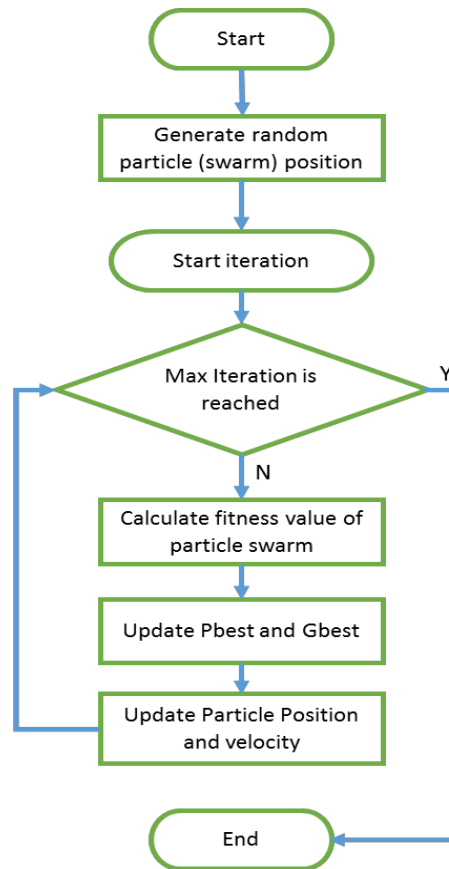 Start
Generate random
particle (swarm) position
Start iteration
Max Iteration is
reached
Y
N
Calculate fitness value of
particle swarm
Update Pbest and Gbest
Update Particle Position
and velocity
End